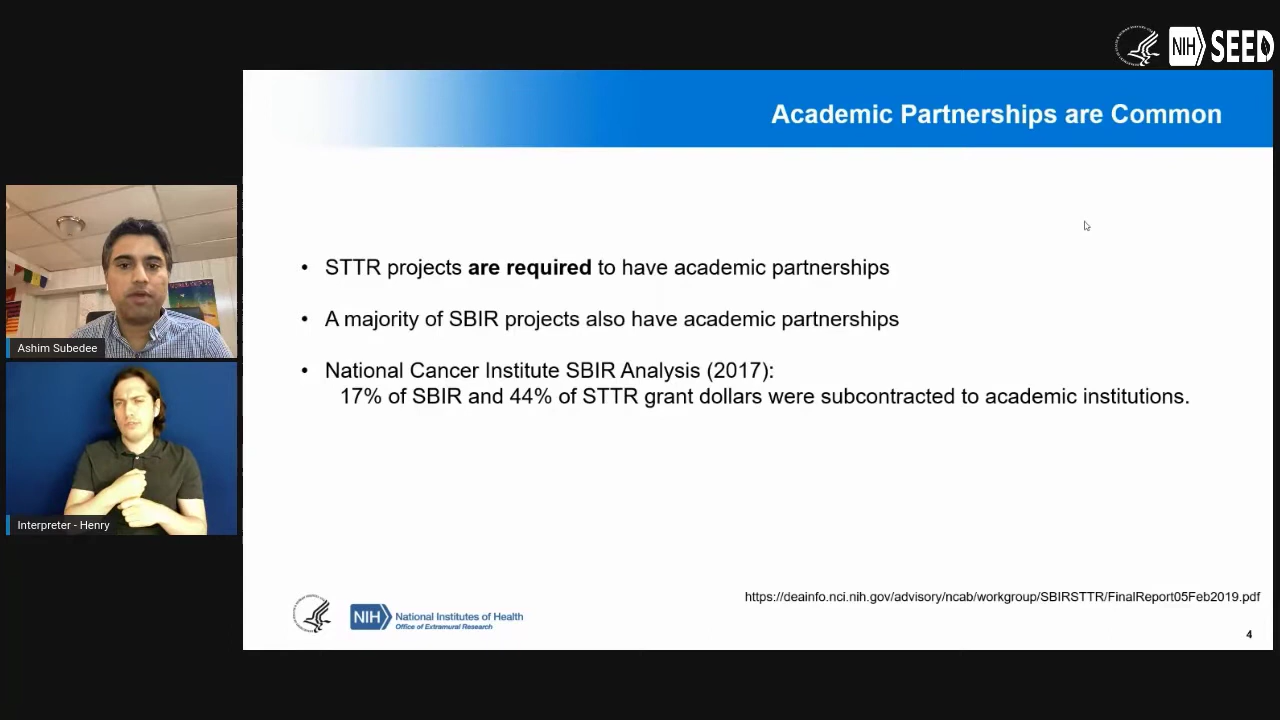 NIH SEED
Academic Partnerships are Common
• STTR projects are required to have academic partnerships
• A majority of SBIR projects also have academic partnerships
• National Cancer Institute SBIR Analysis (2017):
17% of SBIR and 44% of STTR grant dollars were subcontracted to academic institutions.
Ashim Subedee
Interpreter - Henry
https://deainfo.nci.nih.gov/advisory/ncab/workgroup/SBIRSTTR/FinalReport05Feb2019.pdf
NIH National Institutes of Health
Office of Extramural Research
4